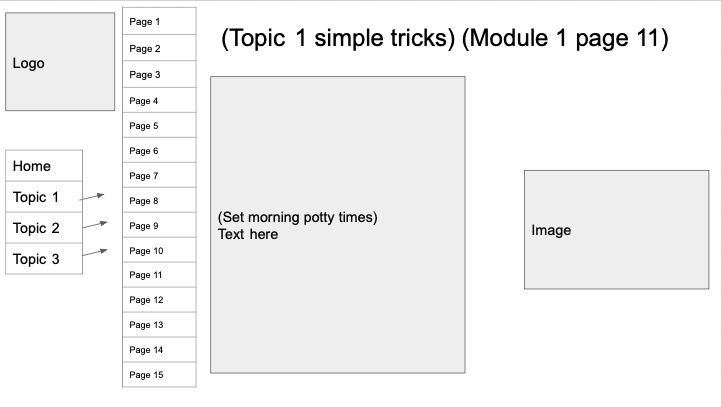 Logo
Home
Topic 1
Topic 2
Topic 3
Page 1
Page 2
Page 3
Page 4
Page 5
Page 6
Page 7
Page 8
Page 9
Page 10
Page 11
Page 12
Page 13
Page 14
Page 15
(Topic 1 simple tricks) (Module 1 page 11)
(Set morning potty times)
Text here
Image